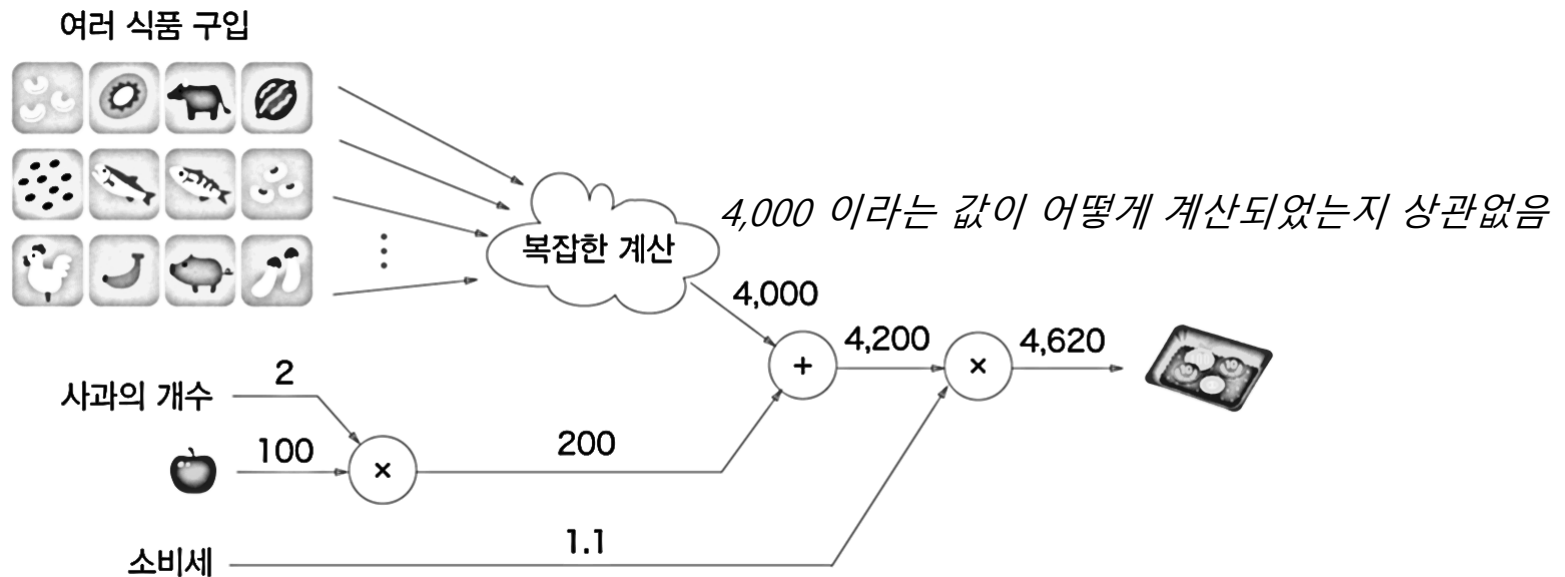 여러 식품 구입
4,000 이라는 값이 어떻게 계산되었는지 상관없음
복잡한 계산
4,000
+
4,200
×
4,620
사과의 개수
2
100
×
200
소비세
1.1